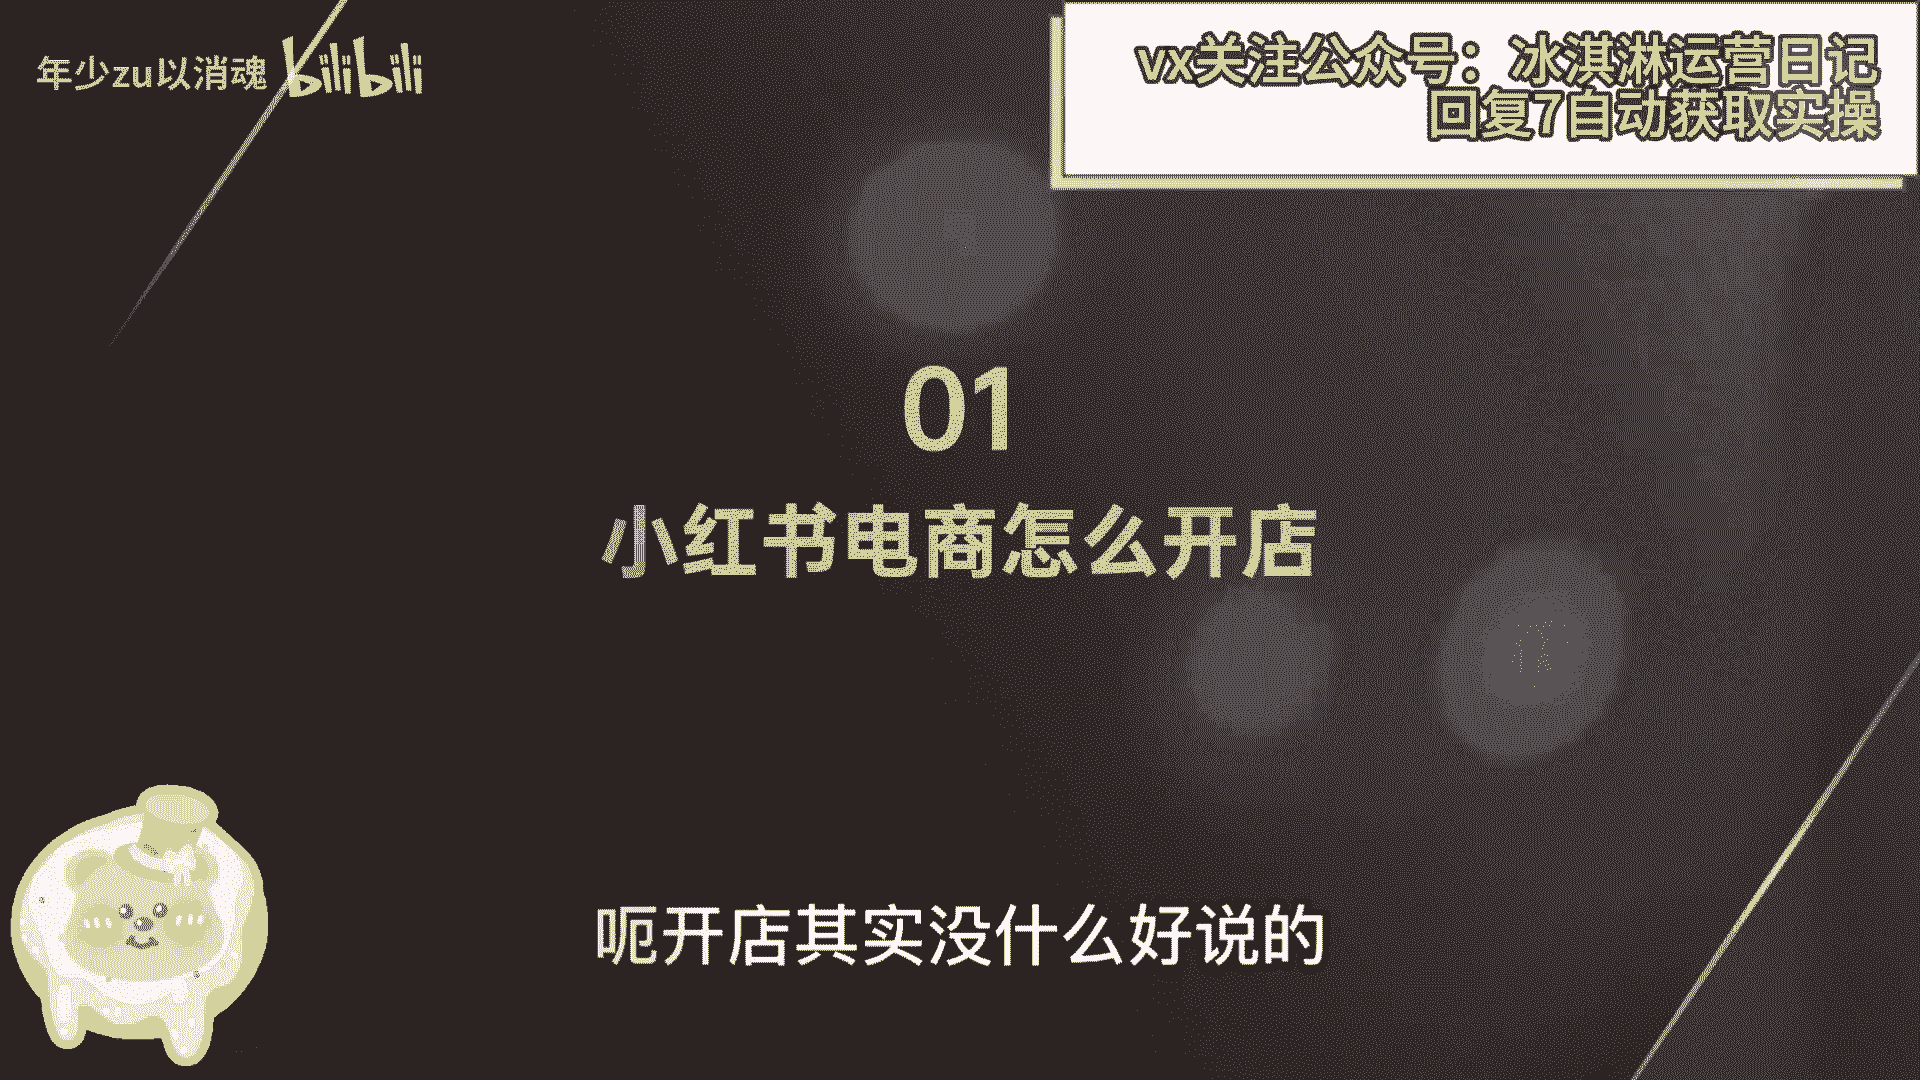 年少zu以消魂 bilibili
vx关注公众号：冰淇淋运营日记
回复7自动获取实操
01
小红书电商怎么开店
呃开店其实没什么好说的